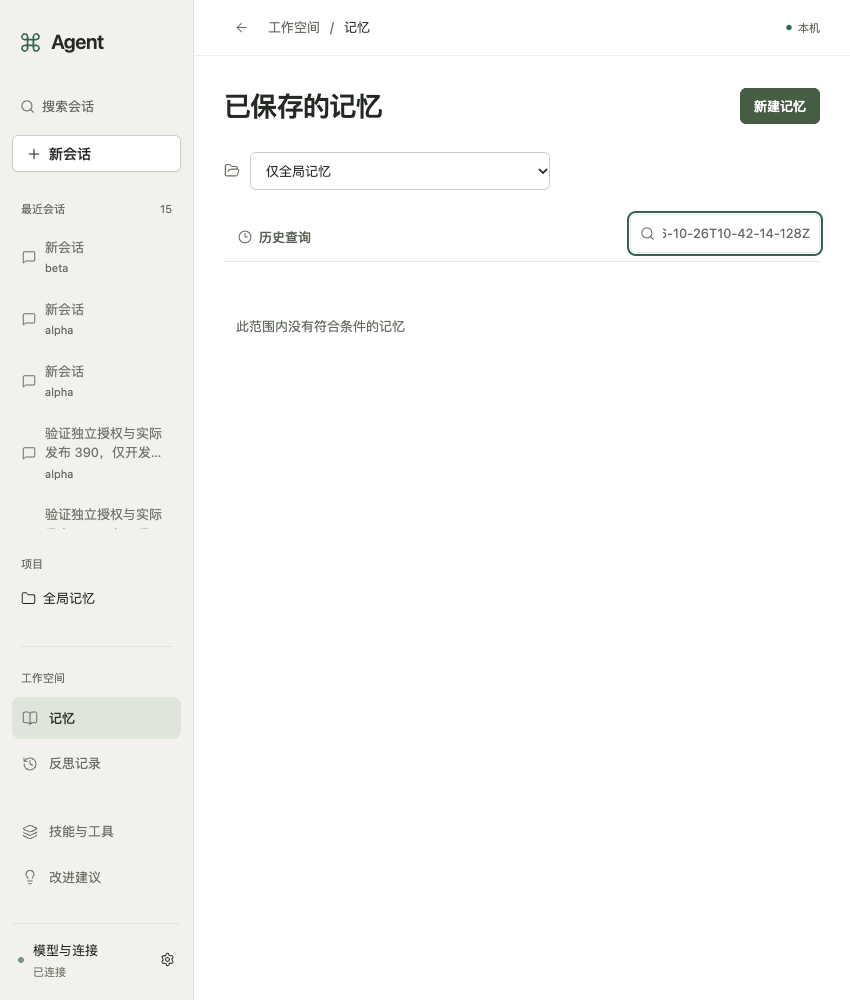 Agent
搜索会话
新会话
最近会话 15
新会话
beta
新会话
alpha
新会话
alpha
验证独立授权与实际
发布 390，仅开发...
alpha
验证独立授权与实际
项目
全局记忆
工作空间
记忆
反思记录
技能与工具
改进建议
模型与连接
已连接
工作空间 / 记忆
本机
已保存的记忆
新建记忆
仅全局记忆
历史查询
-10-26T10-42-14-128Z
此范围内没有符合条件的记忆